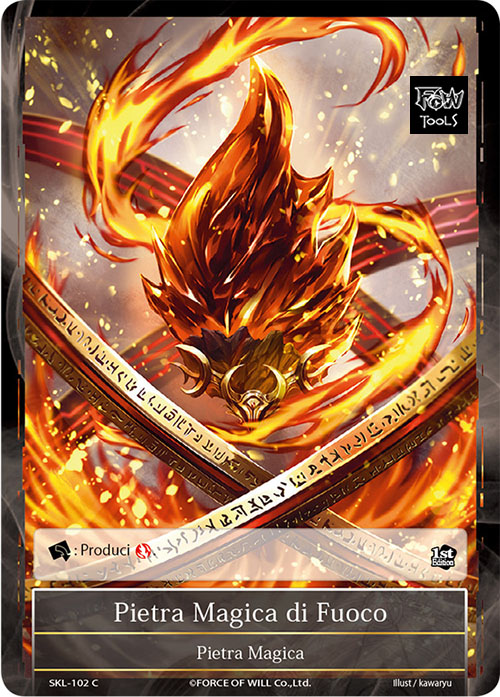 FoW
TOOLS
: Produci
1st
Edition
Pietra Magica di Fuoco
Pietra Magica
SKL-102 C ©FORCE OF WILL Co.,Ltd. Illust / kawaryu